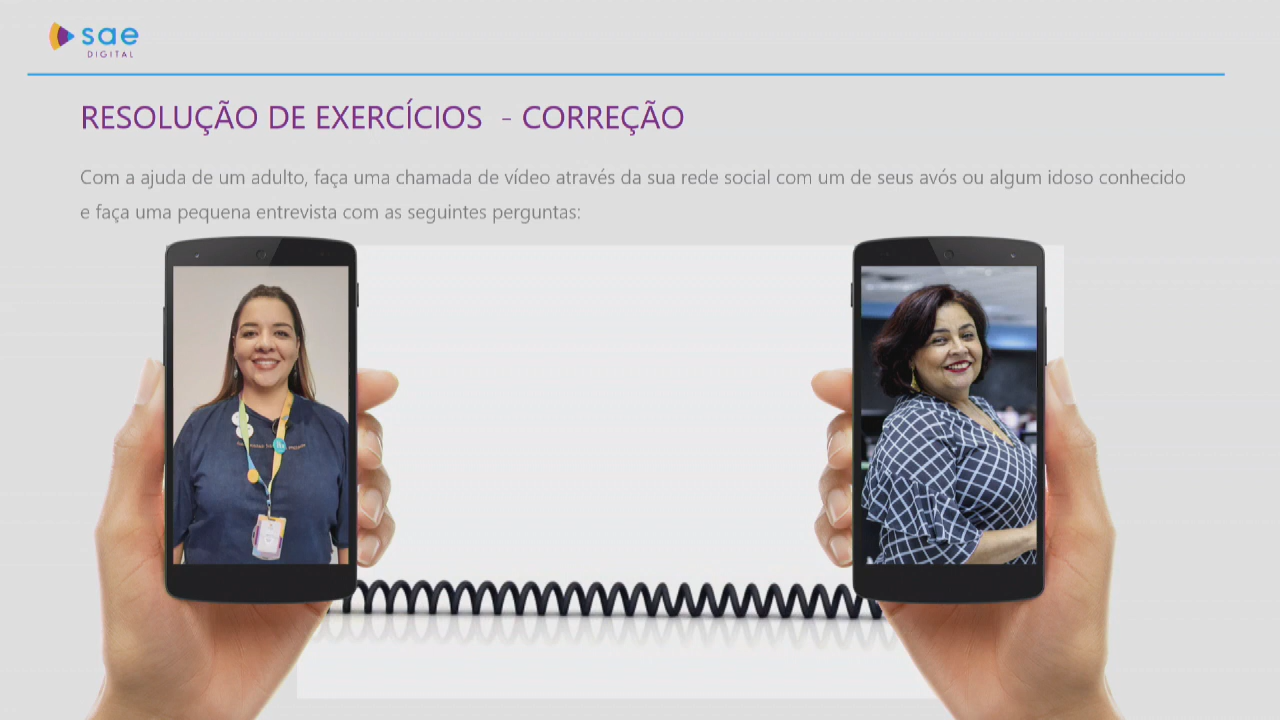 sae
DIGITAL
RESOLUÇÃO DE EXERCÍCIOS - CORREÇÃO
Com a ajuda de um adulto, faça uma chamada de vídeo através da sua rede social com um de seus avós ou algum idoso conhecido
e faça uma pequena entrevista com as seguintes perguntas: